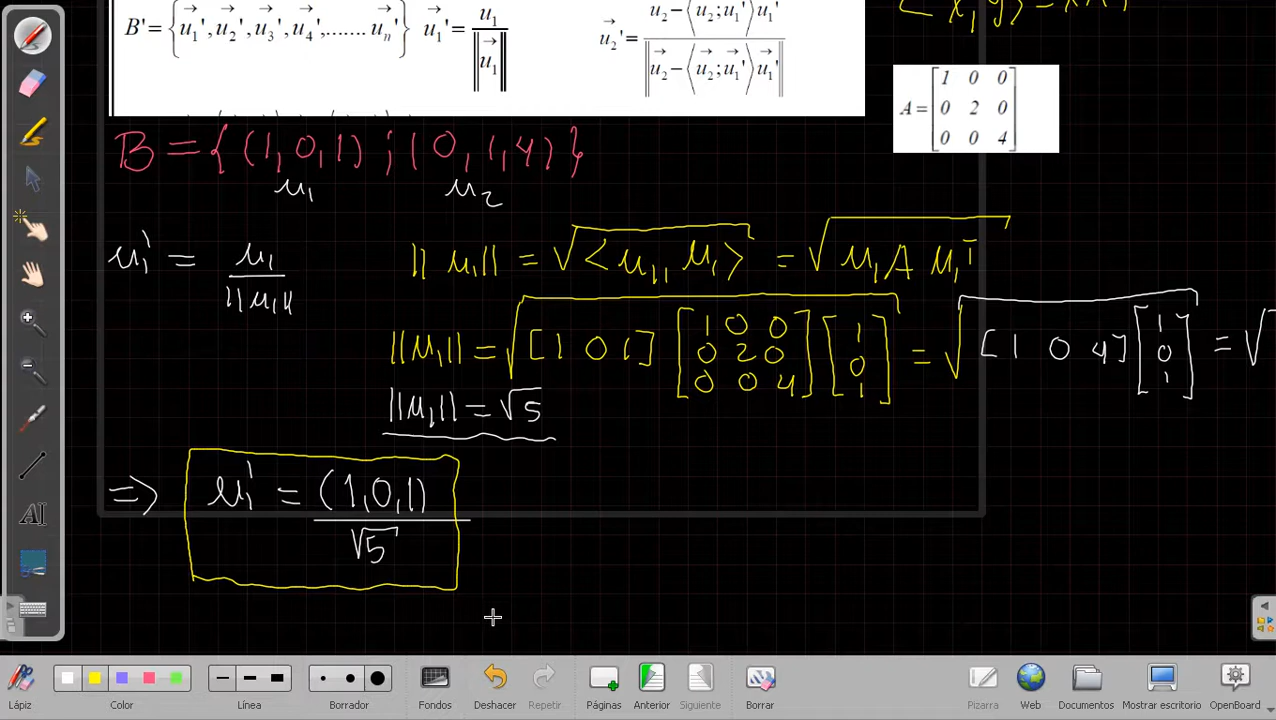 B'={u1', u2', u3', u4', ....... un'} u1'= u1 / ‖u1‖ u2'= u2−⟨u2;u1'⟩u1' / ‖u2−⟨u2;u1'⟩u1'‖
A= [1 0 0
0 2 0
0 0 4]
B = { (1,0,1) ; (0,1,4) }
u1 u2
u1' = u1 / ||u1|| ||u1|| = √<u1, u1> = √u1 A u1^T
||u1|| = √[1 0 1] [1 0 0; 0 2 0; 0 0 4] [1; 0; 1] = √[1 0 4] [1; 0; 1] = √
||u1|| = √5
=> u1' = (1,0,1) / √5
Lápiz
Color
Línea
Borrador
Fondos
Deshacer
Repetir
Páginas
Anterior
Siguiente
Borrar
Pizarra
Web
Documentos
Mostrar escritorio
OpenBoard